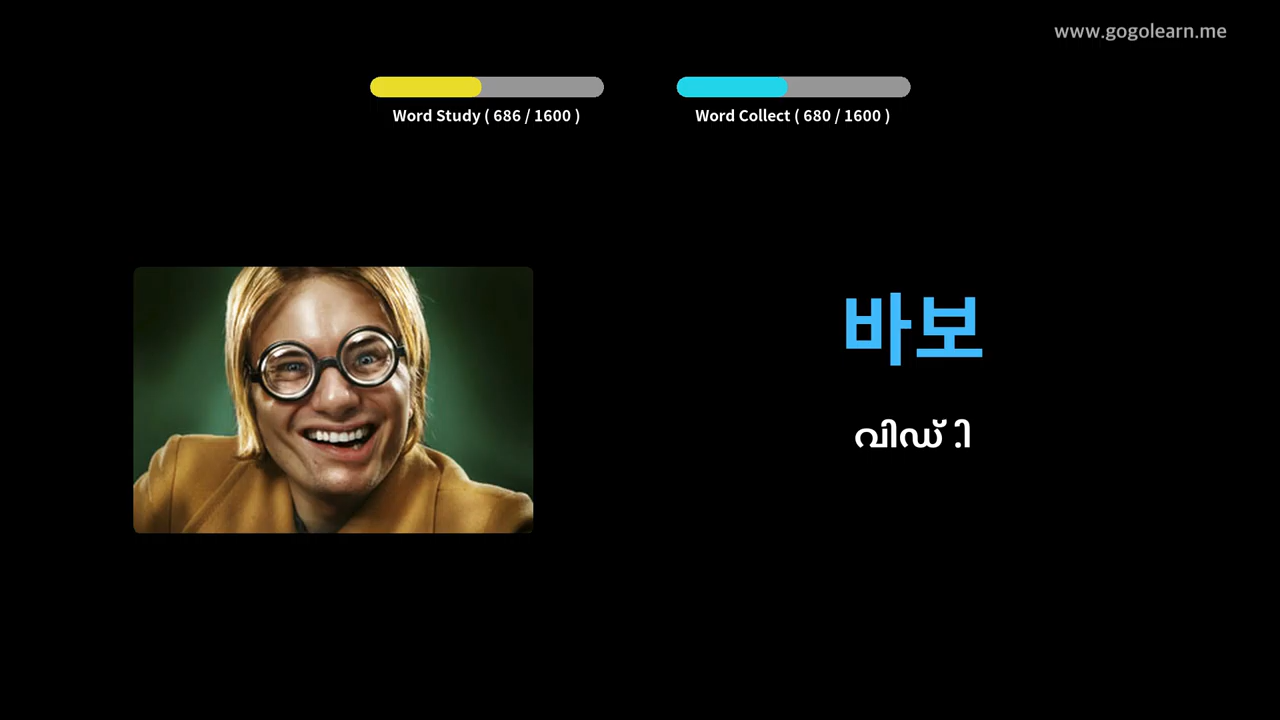 www.gogolearn.me
Word Study ( 686 / 1600 )
Word Collect ( 680 / 1600 )
바보
വിഡ് ിി